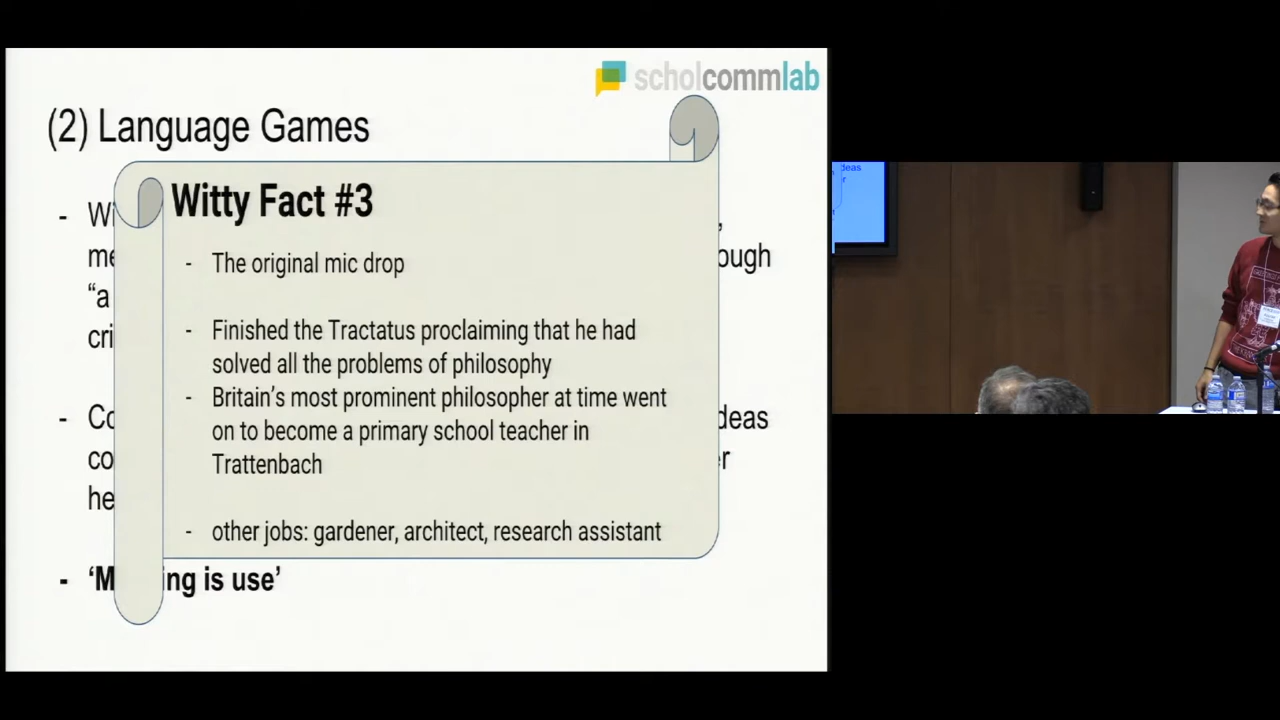 scholcommlab
(2) Language Games
Witty Fact #3
- The original mic drop
- Finished the Tractatus proclaiming that he had
solved all the problems of philosophy
- Britain's most prominent philosopher at time went
on to become a primary school teacher in
Trattenbach
- other jobs: gardener, architect, research assistant
- ‘M ing is use’
deas
r